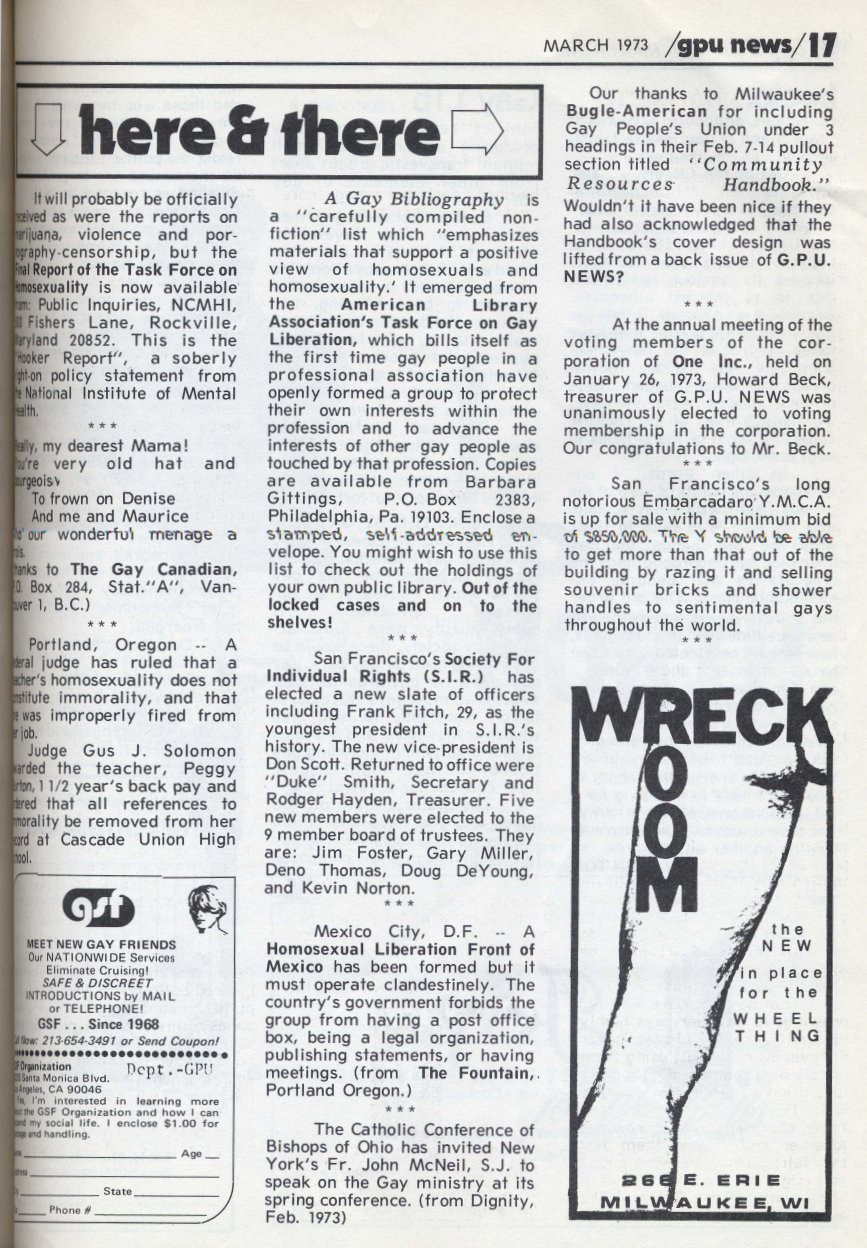 MARCH 1973 /gpu news/ 17
here & there
It will probably be officially
received as were the reports on
marijuana, violence and por-
nography-censorship, but the
Final Report of the Task Force on
Homosexuality is now available
from: Public Inquiries, NCMHI,
Fishers Lane, Rockville,
Maryland 20852. This is the
"Hooker Report", a soberly
right-on policy statement from
the National Institute of Mental
Health.
* * *
Really, my dearest Mama!
You're very old hat and
bourgeois
To frown on Denise
And me and Maurice
And' our wonderful menage a
trois.
Thanks to The Gay Canadian,
P.O. Box 284, Stat."A", Van-
couver 1, B.C.)
* * *
Portland, Oregon -- A
federal judge has ruled that a
teacher's homosexuality does not
constitute immorality, and that
she was improperly fired from
her job.
Judge Gus J. Solomon
awarded the teacher, Peggy
Burton, 1 1/2 year's back pay and
ordered that all references to
immorality be removed from her
record at Cascade Union High
School.
gsf
MEET NEW GAY FRIENDS
Our NATIONWIDE Services
Eliminate Cruising!
SAFE & DISCREET
INTRODUCTIONS by MAIL
or TELEPHONE!
GSF . . . Since 1968
Call Now: 213-654-3491 or Send Coupon!
GSF Organization Dept.-GPU
Santa Monica Blvd.
Los Angeles, CA 90046
Yes, I'm interested in learning more
about the GSF Organization and how I can
expand my social life. I enclose $1.00 for
postage and handling.
Name Age
Address
City State
Zip Phone #
A Gay Bibliography is
a "carefully compiled non-
fiction" list which "emphasizes
materials that support a positive
view of homosexuals and
homosexuality.' It emerged from
the American Library
Association's Task Force on Gay
Liberation, which bills itself as
the first time gay people in a
professional association have
openly formed a group to protect
their own interests within the
profession and to advance the
interests of other gay people as
touched by that profession. Copies
are available from Barbara
Gittings, P.O. Box 2383,
Philadelphia, Pa. 19103. Enclose a
stamped, self-addressed en-
velope. You might wish to use this
list to check out the holdings of
your own public library. Out of the
locked cases and on to the
shelves!
* * *
San Francisco's Society For
Individual Rights (S.I.R.) has
elected a new slate of officers
including Frank Fitch, 29, as the
youngest president in S.I.R.'s
history. The new vice-president is
Don Scott. Returned to office were
"Duke" Smith, Secretary and
Rodger Hayden, Treasurer. Five
new members were elected to the
9 member board of trustees. They
are: Jim Foster, Gary Miller,
Deno Thomas, Doug DeYoung,
and Kevin Norton.
* * *
Mexico City, D.F. -- A
Homosexual Liberation Front of
Mexico has been formed but it
must operate clandestinely. The
country's government forbids the
group from having a post office
box, being a legal organization,
publishing statements, or having
meetings. (from The Fountain,
Portland Oregon.)
* * *
The Catholic Conference of
Bishops of Ohio has invited New
York's Fr. John McNeil, S.J. to
speak on the Gay ministry at its
spring conference. (from Dignity,
Feb. 1973)
Our thanks to Milwaukee's
Bugle-American for including
Gay People's Union under 3
headings in their Feb. 7-14 pullout
section titled "Community
Resources Handbook."
Wouldn't it have been nice if they
had also acknowledged that the
Handbook's cover design was
lifted from a back issue of G.P.U.
NEWS?
* * *
At the annual meeting of the
voting members of the cor-
poration of One Inc., held on
January 26, 1973, Howard Beck,
treasurer of G.P.U. NEWS was
unanimously elected to voting
membership in the corporation.
Our congratulations to Mr. Beck.
* * *
San Francisco's long
notorious Embarcadaro Y.M.C.A.
is up for sale with a minimum bid
of $850,000. The Y should be able
to get more than that out of the
building by razing it and selling
souvenir bricks and shower
handles to sentimental gays
throughout the world.
* * *
WRECK
ROOM
the
NEW
in place
for the
WHEEL
THING
266 E. ERIE
MILWAUKEE, WI